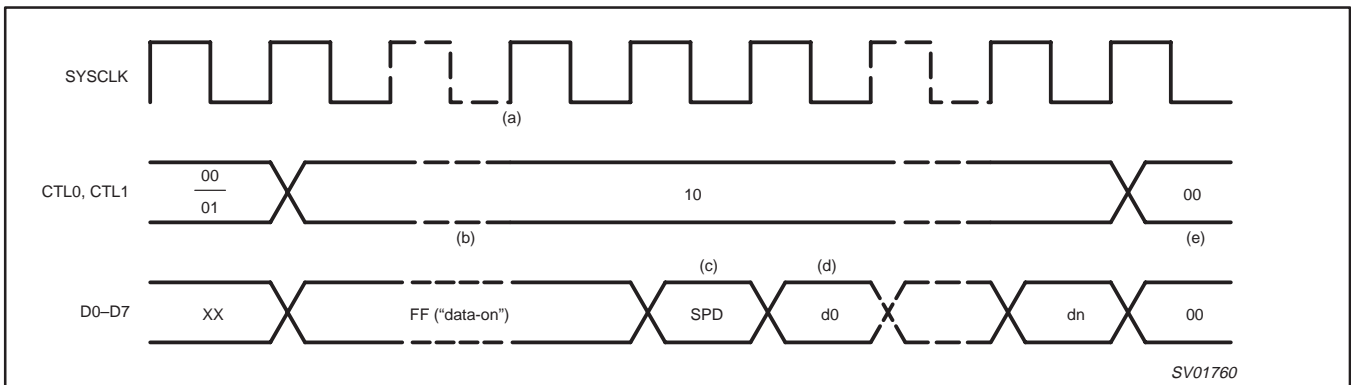 SYSCLK
(a)
CTL0, CTL1
00
01
10
00
(b)
(e)
(c)
(d)
D0–D7
XX
FF (“data-on”)
SPD
d0
dn
00
SV01760